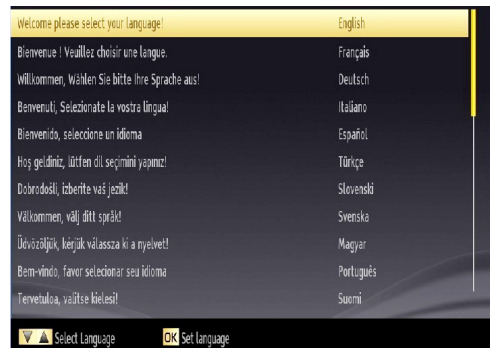 Welcome please select your language! English
Bienvenue ! Veuillez choisir une langue. Français
Willkommen, Wählen Sie bitte Ihre Sprache aus! Deutsch
Benvenuti, Selezionate la vostra lingua! Italiano
Bienvenido, seleccione un idioma Español
Hoş geldiniz, lütfen dil seçimini yapınız! Türkçe
Dobrodošli, izberite vaš jezik! Slovenski
Välkommen, välj ditt språk! Svenska
Üdvözöljük, kérjük válassza ki a nyelvet! Magyar
Bem-vindo, favor selecionar seu idioma Português
Tervetuloa, valitse kielesi! Suomi
Select Language OK Set language